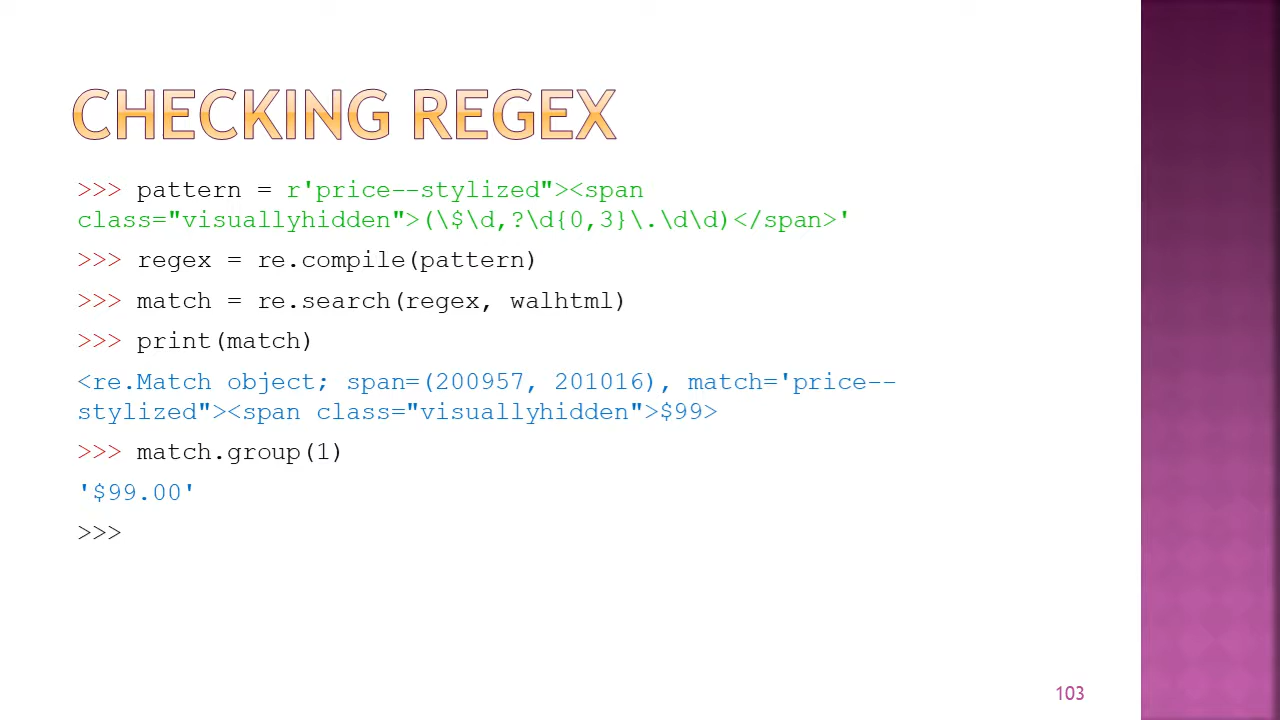 CHECKING REGEX
>>> pattern = r'price--stylized"><span
class="visuallyhidden">(\$\d,?\d{0,3}\.\d\d)</span>'
>>> regex = re.compile(pattern)
>>> match = re.search(regex, walhtml)
>>> print(match)
<re.Match object; span=(200957, 201016), match='price--
stylized"><span class="visuallyhidden">$99>
>>> match.group(1)
'$99.00'
>>>
103